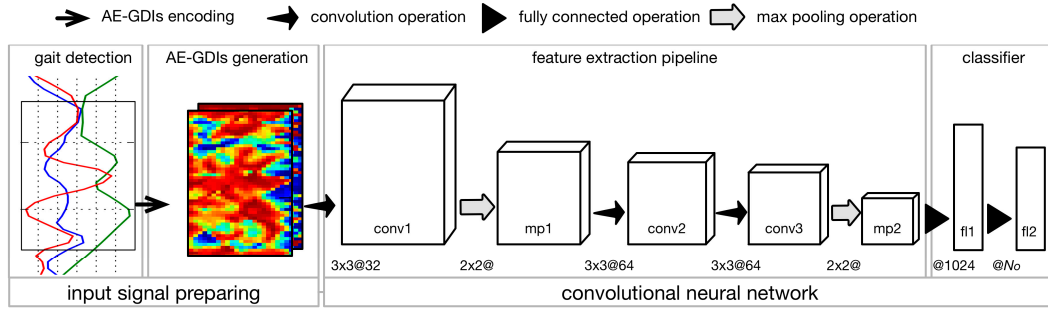 AE-GDIs encoding convolution operation fully connected operation max pooling operation
gait detection AE-GDIs generation feature extraction pipeline classifier
conv1 mp1 conv2 conv3 mp2 fl1 fl2
3x3@32 2x2@ 3x3@64 3x3@64 2x2@ @1024 @No
input signal preparing convolutional neural network